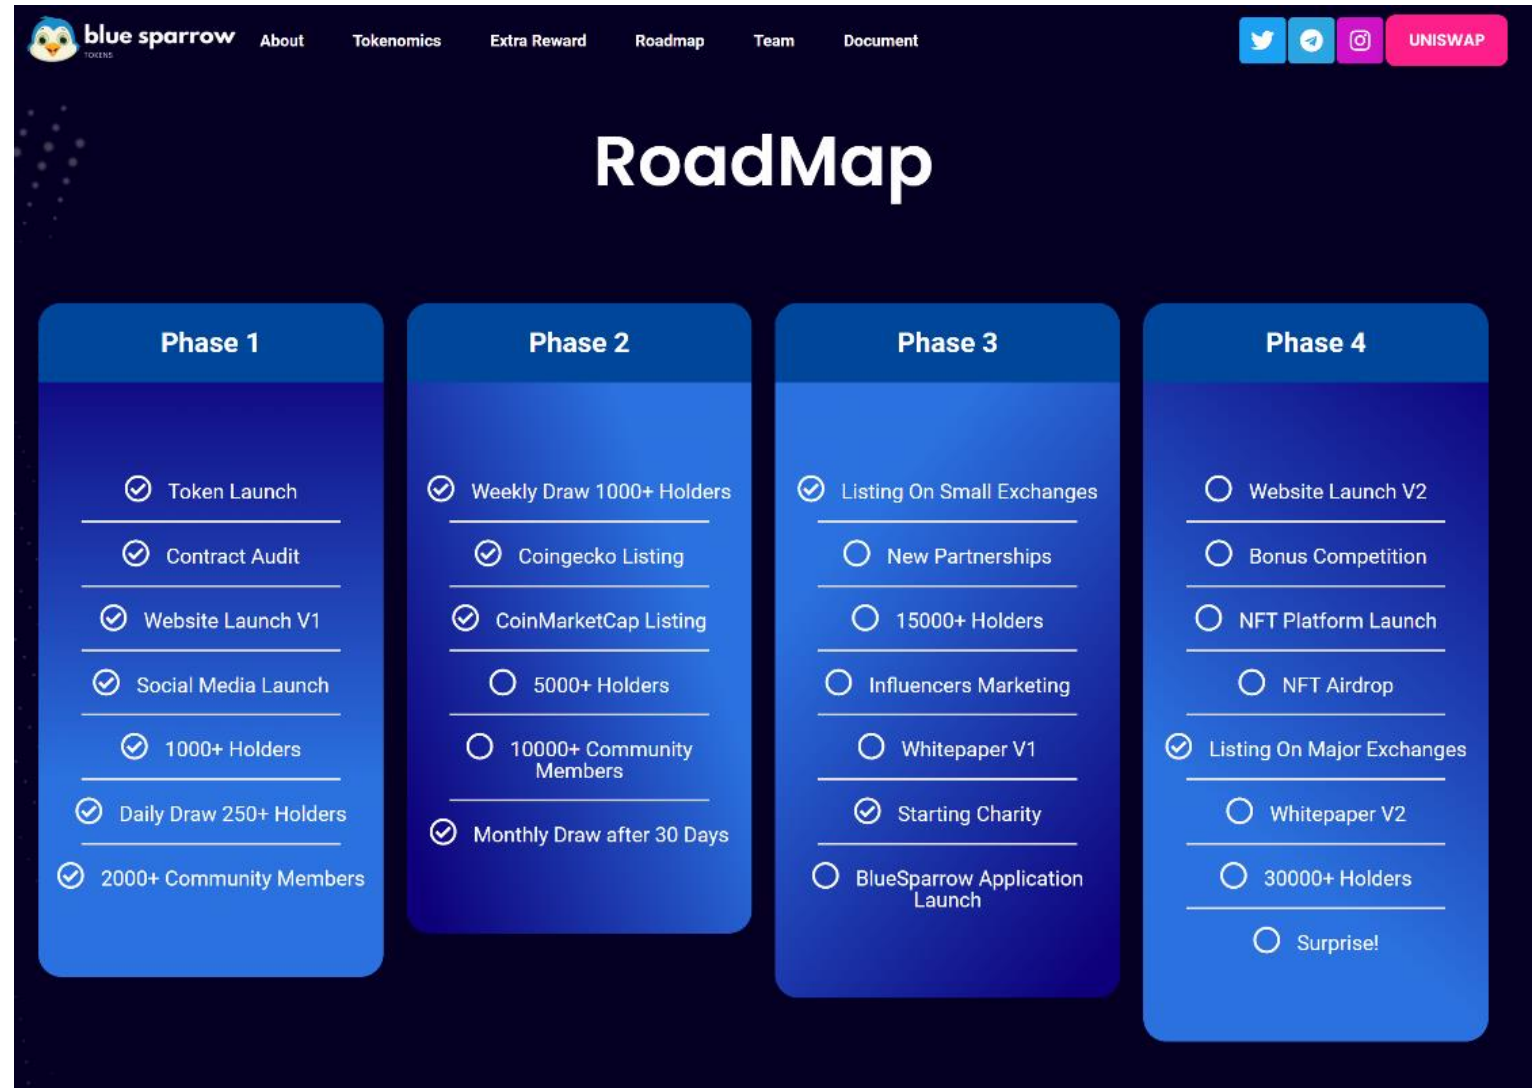 blue sparrow
TOKENS
About
Tokenomics
Extra Reward
Roadmap
Team
Document
UNISWAP
RoadMap
Phase 1
Token Launch
Contract Audit
Website Launch V1
Social Media Launch
1000+ Holders
Daily Draw 250+ Holders
2000+ Community Members
Phase 2
Weekly Draw 1000+ Holders
Coingecko Listing
CoinMarketCap Listing
5000+ Holders
10000+ Community
Members
Monthly Draw after 30 Days
Phase 3
Listing On Small Exchanges
New Partnerships
15000+ Holders
Influencers Marketing
Whitepaper V1
Starting Charity
BlueSparrow Application
Launch
Phase 4
Website Launch V2
Bonus Competition
NFT Platform Launch
NFT Airdrop
Listing On Major Exchanges
Whitepaper V2
30000+ Holders
Surprise!